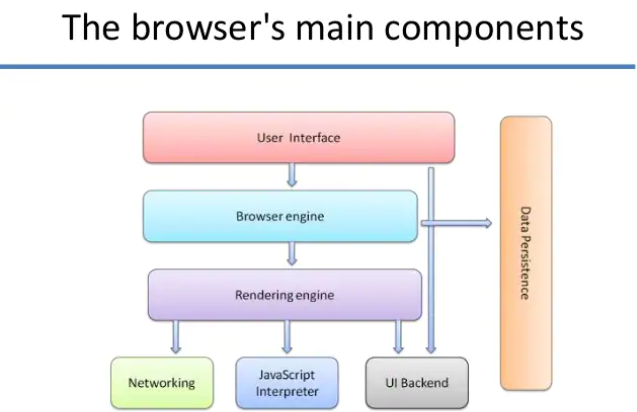 The browser's main components
User Interface
Browser engine
Data Persistence
Rendering engine
Networking
JavaScript
Interpreter
UI Backend